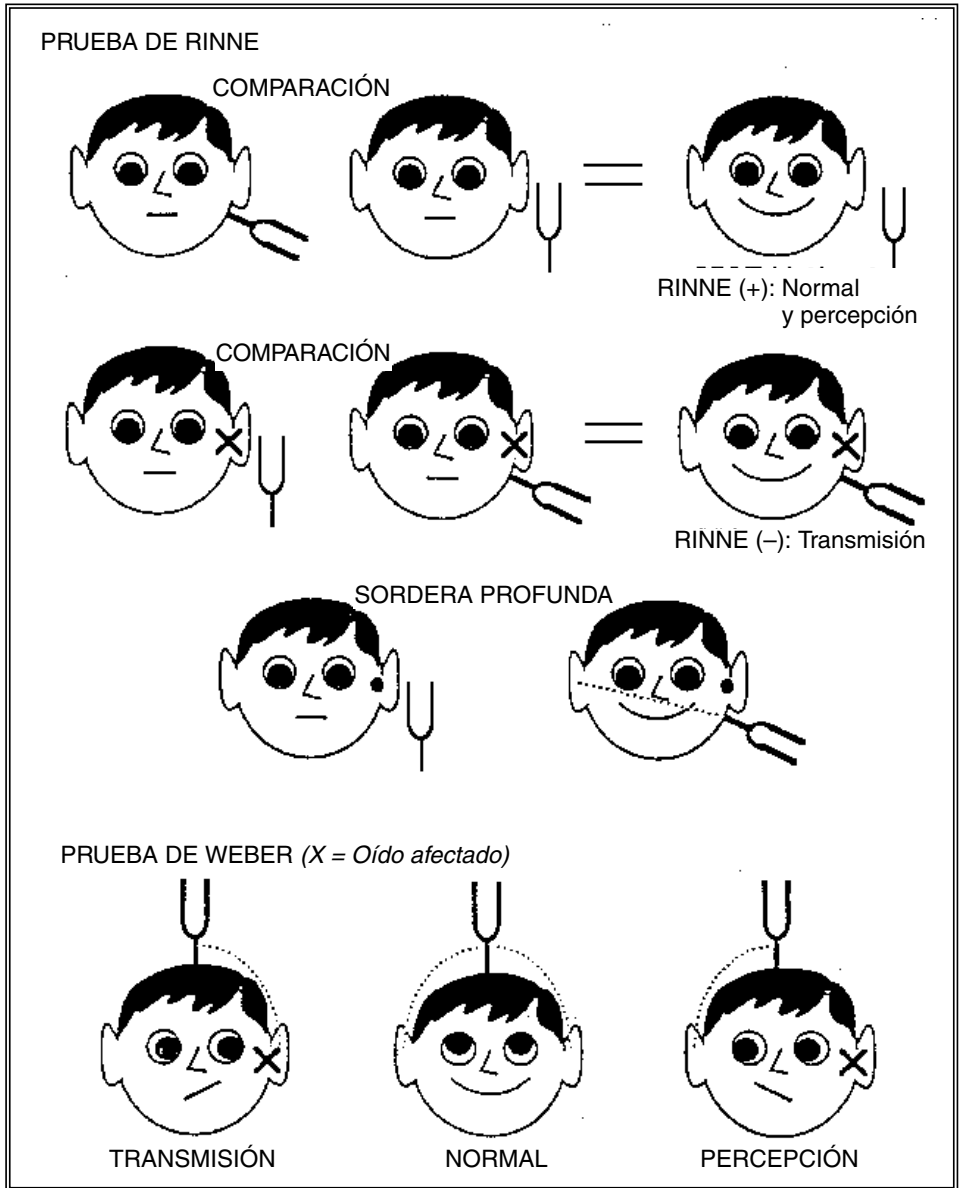 PRUEBA DE RINNE
COMPARACIÓN
RINNE (+): Normal
y percepción
COMPARACIÓN
RINNE (–): Transmisión
SORDERA PROFUNDA
PRUEBA DE WEBER (X = Oído afectado)
TRANSMISIÓN
NORMAL
PERCEPCIÓN